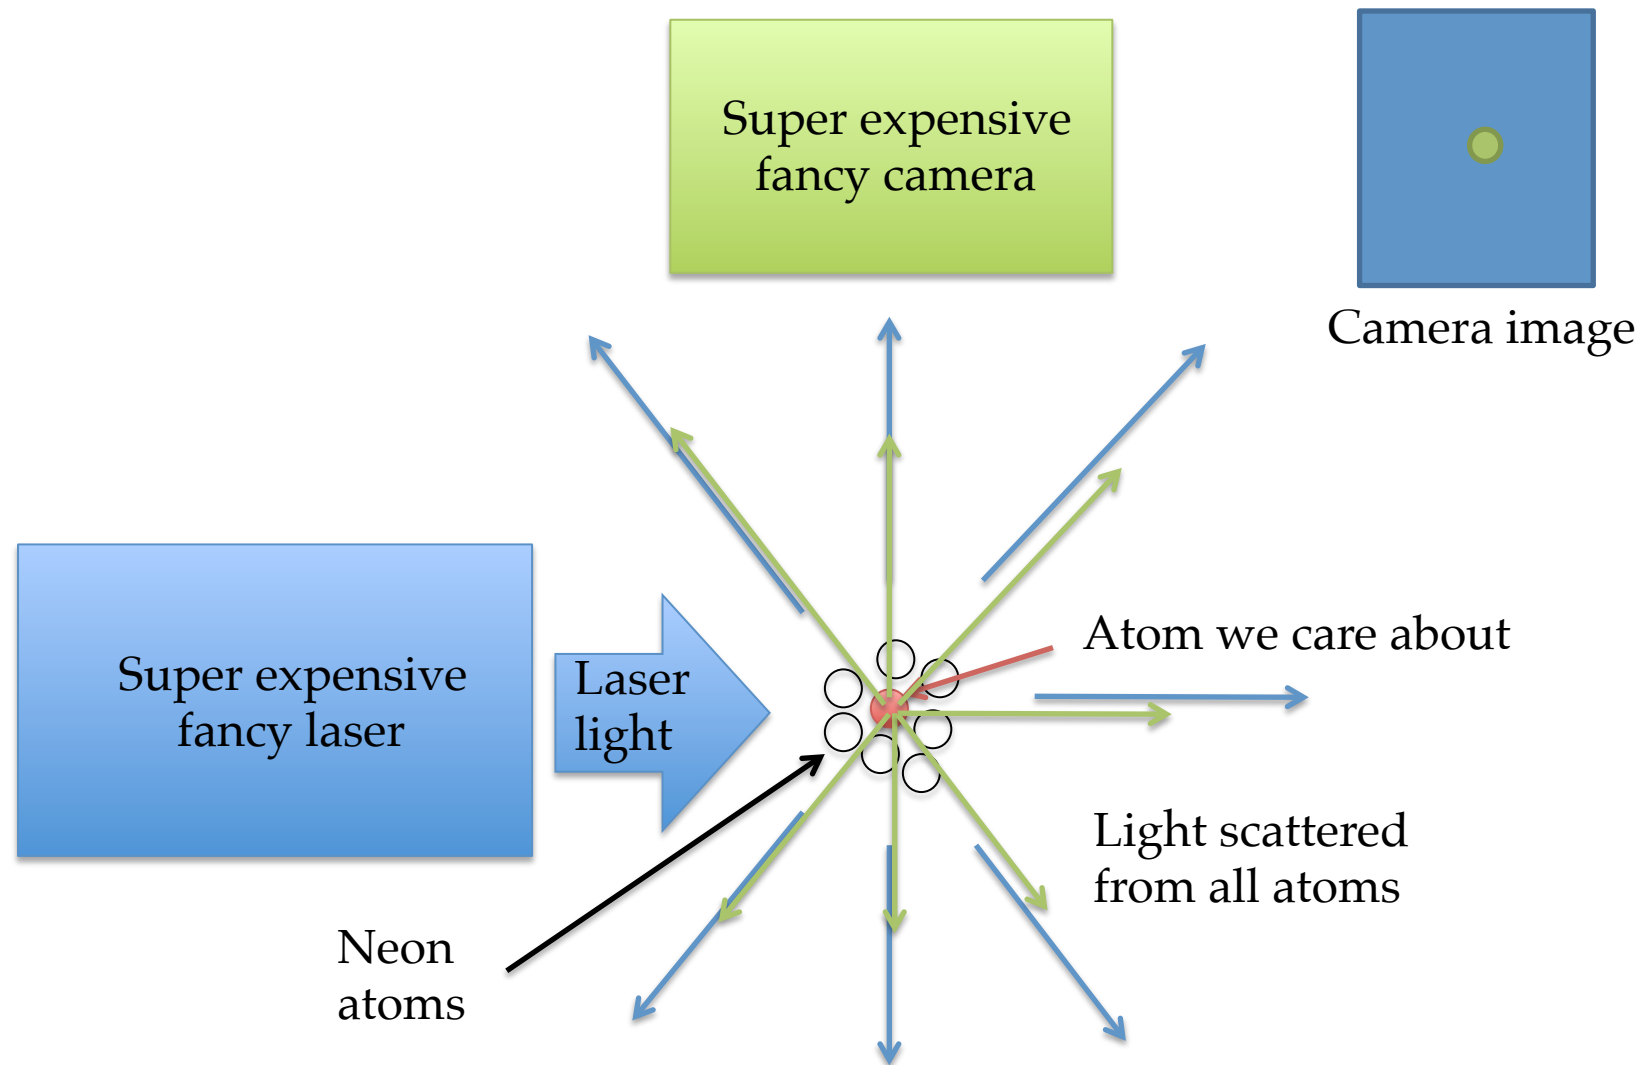 Super expensive
fancy camera
Camera image
Super expensive
fancy laser
Laser
light
Atom we care about
Light scattered
from all atoms
Neon
atoms